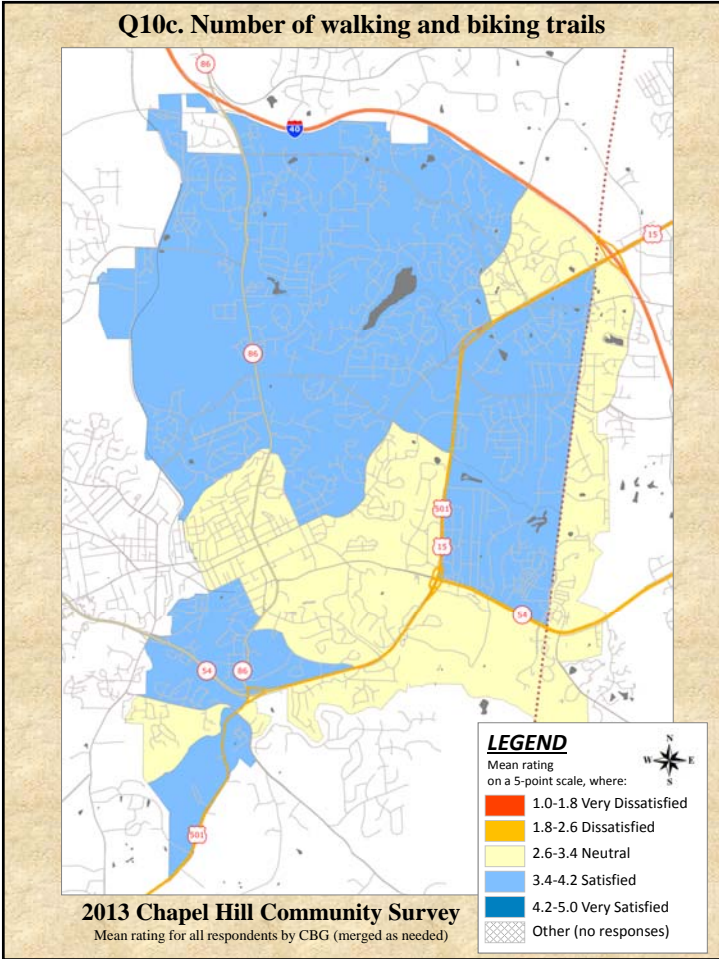 Q10c. Number of walking and biking trails
86
40
15
86
501
15
54
54
86
501
LEGEND
N
W E
S
Mean rating
on a 5-point scale, where:
1.0-1.8 Very Dissatisfied
1.8-2.6 Dissatisfied
2.6-3.4 Neutral
3.4-4.2 Satisfied
4.2-5.0 Very Satisfied
Other (no responses)
2013 Chapel Hill Community Survey
Mean rating for all respondents by CBG (merged as needed)